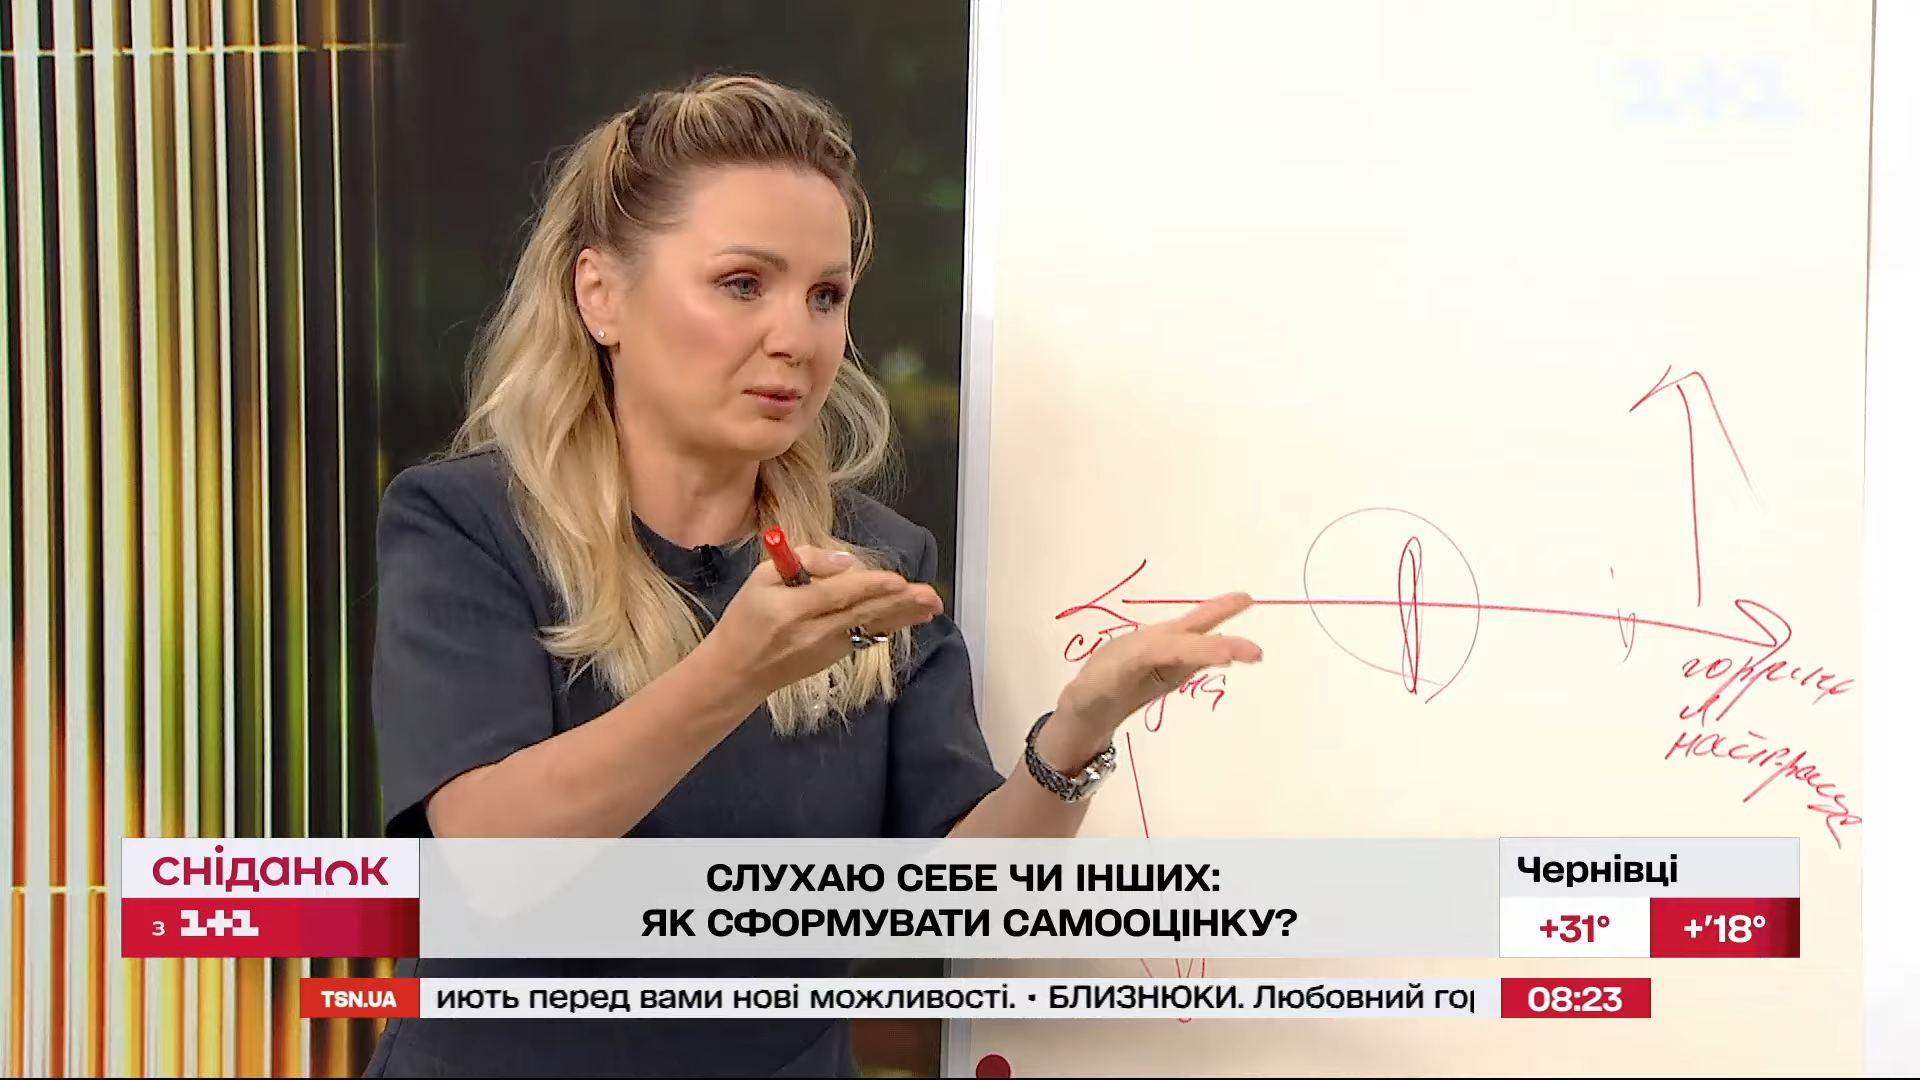 1+1
СНІДАНОК
з 1+1
СЛУХАЮ СЕБЕ ЧИ ІНШИХ:
ЯК СФОРМУВАТИ САМООЦІНКУ?
Чернівці
+31° +'18°
TSN.UA
иють перед вами нові можливості. • БЛИЗНЮКИ. Любовний гор
08:23